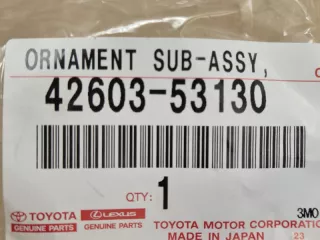 ORNAMENT SUB-ASSY,
42603-53130
QTY: 1
TOYOTA GENUINE PARTS
LEXUS GENUINE PARTS
TOYOTA MOTOR CORPORATIO
MADE IN JAPAN 23
3MO